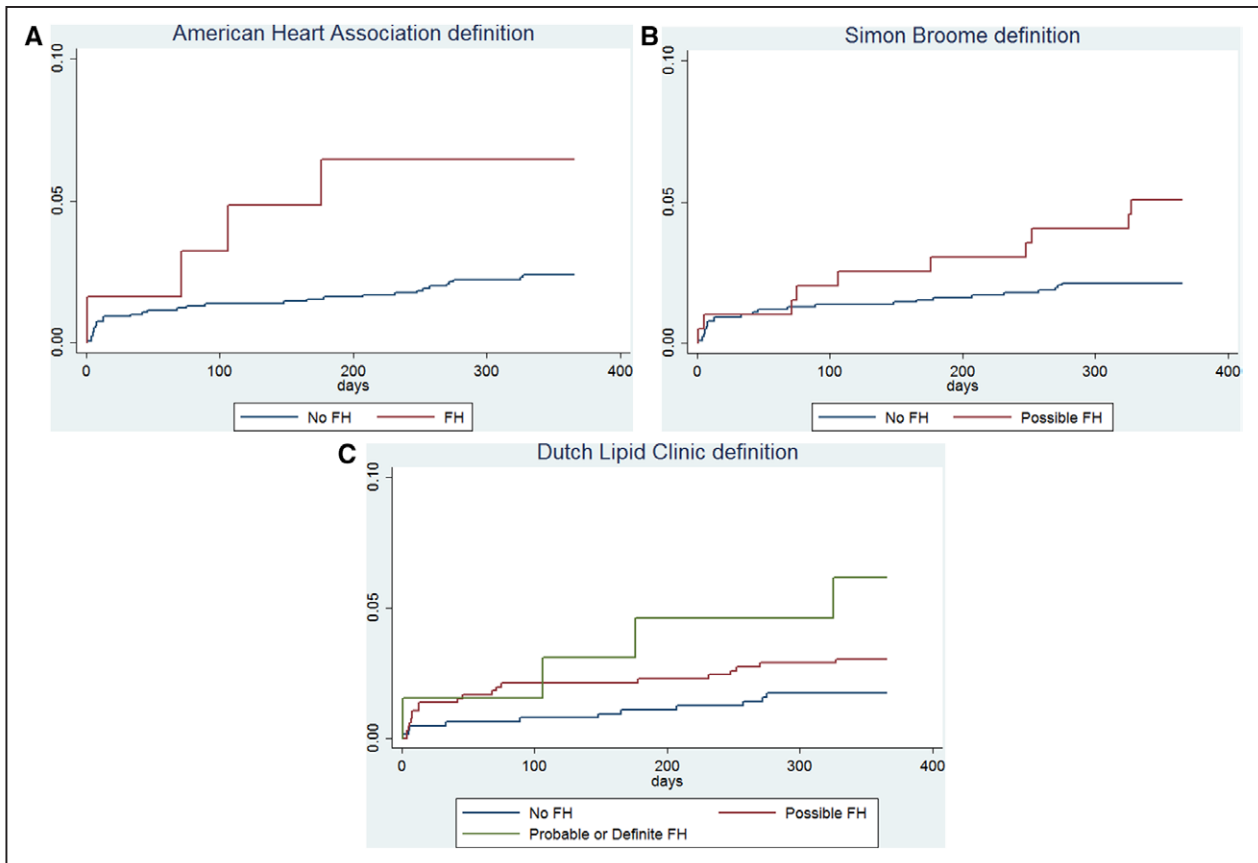 A
American Heart Association definition
0.10
0.05
0.00
0 100 200 300 400
days
No FH FH
B
Simon Broome definition
0.10
0.05
0.00
0 100 200 300 400
days
No FH Possible FH
C
Dutch Lipid Clinic definition
0.10
0.05
0.00
0 100 200 300 400
days
No FH Possible FH
Probable or Definite FH